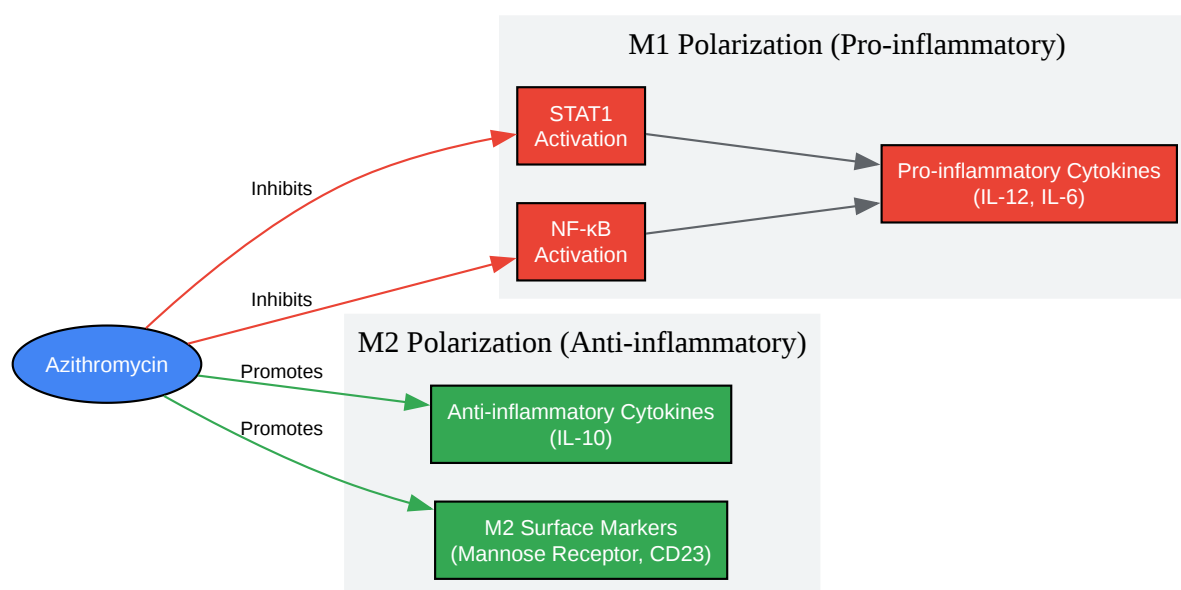 M1 Polarization (Pro-inflammatory)
STAT1
Activation
Pro-inflammatory Cytokines
(IL-12, IL-6)
Inhibits
NF-κB
Activation
Inhibits
M2 Polarization (Anti-inflammatory)
Azithromycin
Promotes
Anti-inflammatory Cytokines
(IL-10)
Promotes
M2 Surface Markers
(Mannose Receptor, CD23)